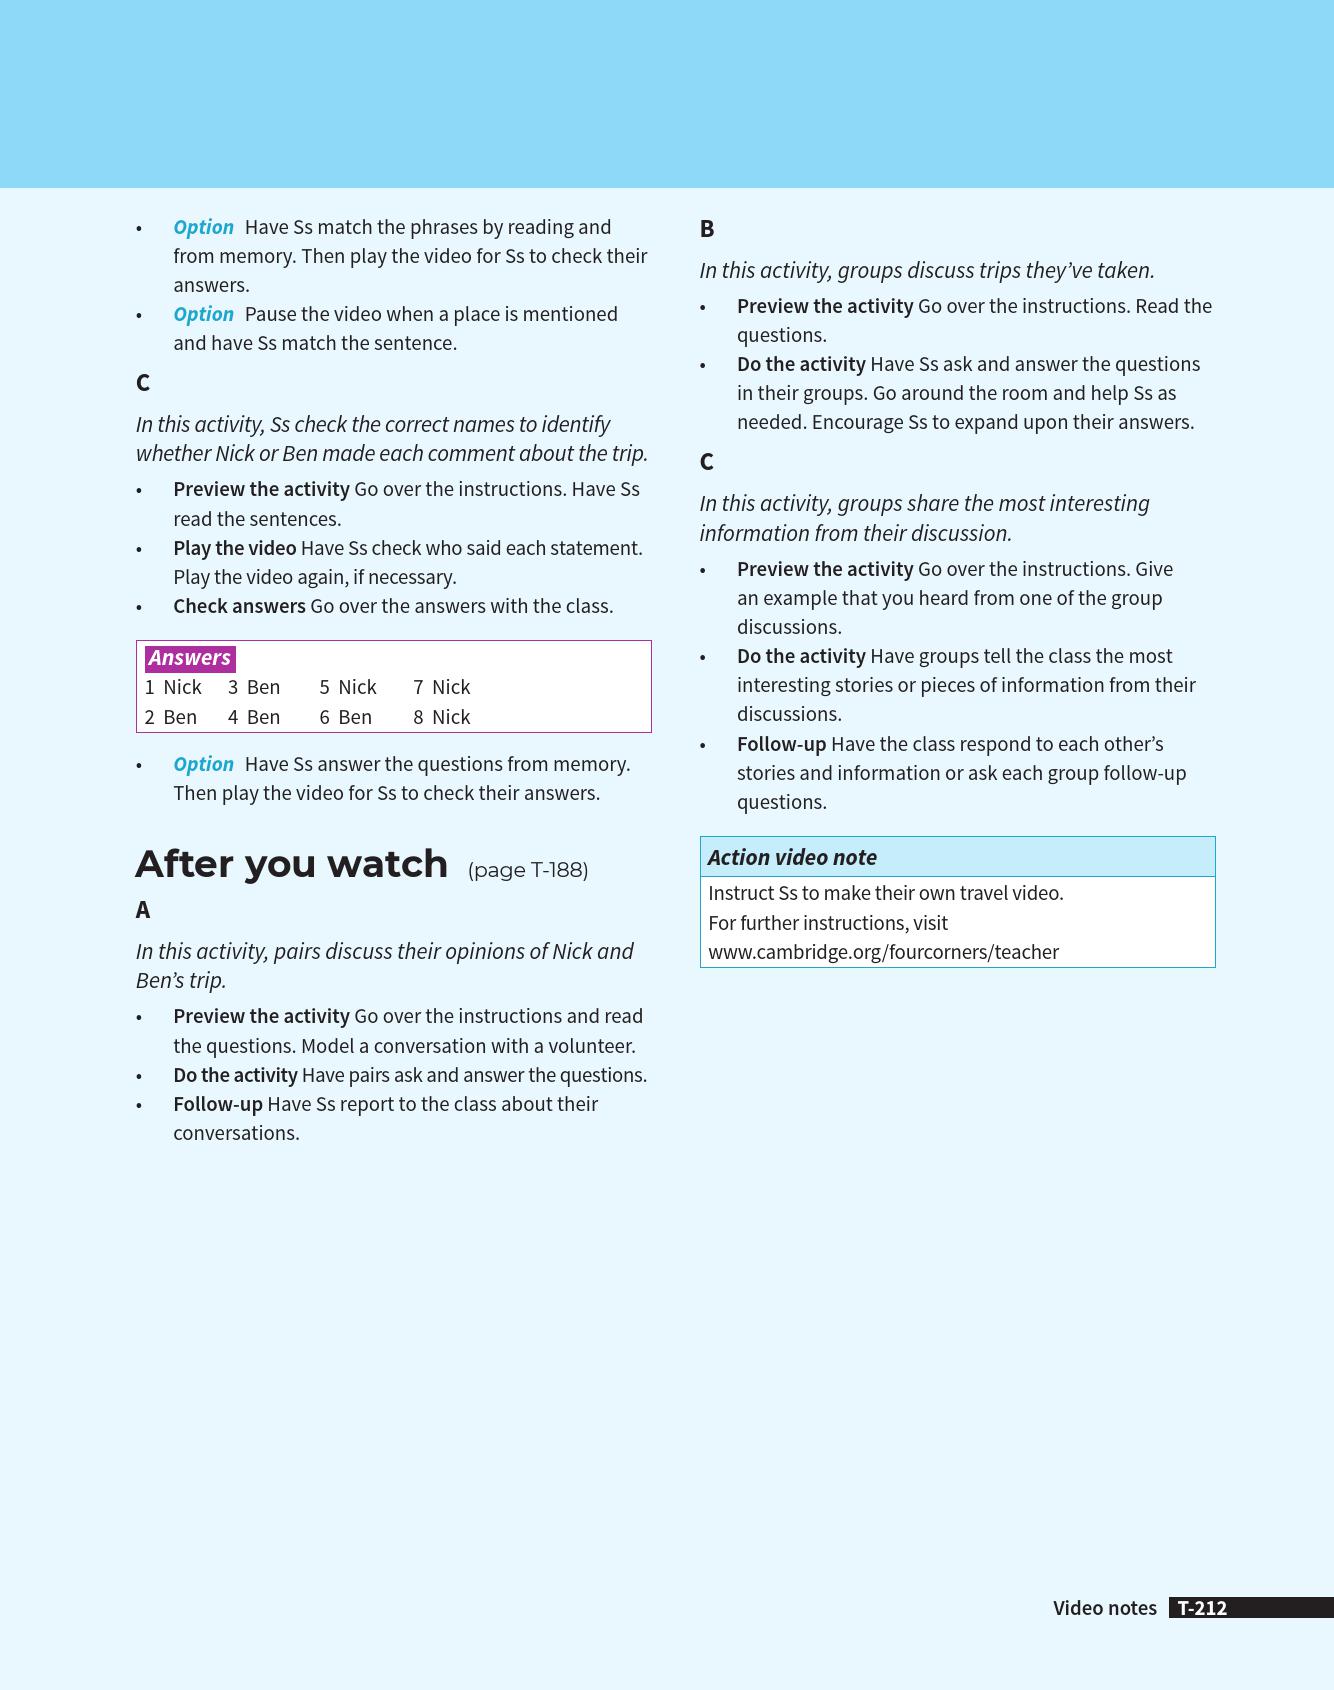 • Option Have Ss match the phrases by reading and
from memory. Then play the video for Ss to check their
answers.
• Option Pause the video when a place is mentioned
and have Ss match the sentence.
C
In this activity, Ss check the correct names to identify
whether Nick or Ben made each comment about the trip.
• Preview the activity Go over the instructions. Have Ss
read the sentences.
• Play the video Have Ss check who said each statement.
Play the video again, if necessary.
• Check answers Go over the answers with the class.
Answers
1 Nick 3 Ben 5 Nick 7 Nick
2 Ben 4 Ben 6 Ben 8 Nick
• Option Have Ss answer the questions from memory.
Then play the video for Ss to check their answers.
After you watch (page T-188)
A
In this activity, pairs discuss their opinions of Nick and
Ben’s trip.
• Preview the activity Go over the instructions and read
the questions. Model a conversation with a volunteer.
• Do the activity Have pairs ask and answer the questions.
• Follow-up Have Ss report to the class about their
conversations.
B
In this activity, groups discuss trips they’ve taken.
• Preview the activity Go over the instructions. Read the
questions.
• Do the activity Have Ss ask and answer the questions
in their groups. Go around the room and help Ss as
needed. Encourage Ss to expand upon their answers.
C
In this activity, groups share the most interesting
information from their discussion.
• Preview the activity Go over the instructions. Give
an example that you heard from one of the group
discussions.
• Do the activity Have groups tell the class the most
interesting stories or pieces of information from their
discussions.
• Follow-up Have the class respond to each other’s
stories and information or ask each group follow-up
questions.
Action video note
Instruct Ss to make their own travel video.
For further instructions, visit
www.cambridge.org/fourcorners/teacher
Video notes T-212